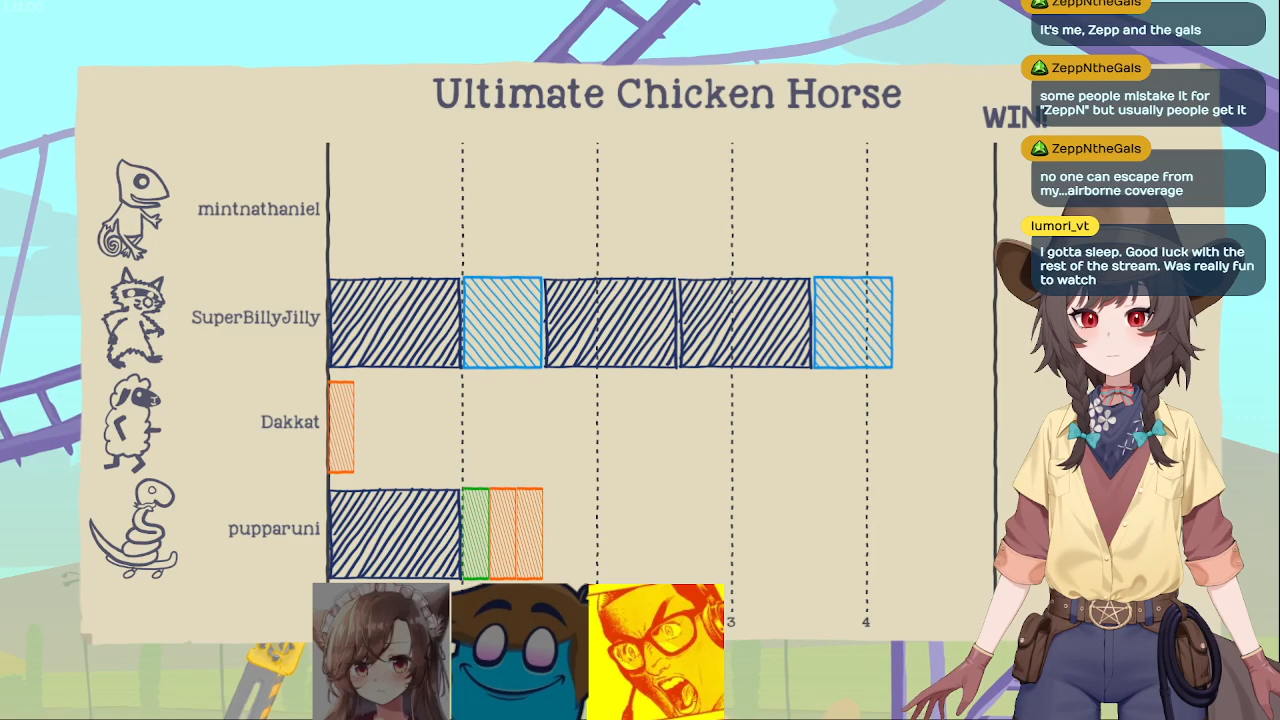 ZeppNtheGals
It's me, Zepp and the gals
Ultimate Chicken Horse
WIN!
ZeppNtheGals
some people mistake it for
"ZeppN" but usually people get it
ZeppNtheGals
no one can escape from
my...airborne coverage
lumori_vt
I gotta sleep. Good luck with the
rest of the stream. Was really fun
to watch
mintnathaniel
SuperBillyJilly
Dakkat
pupparuni
3
4